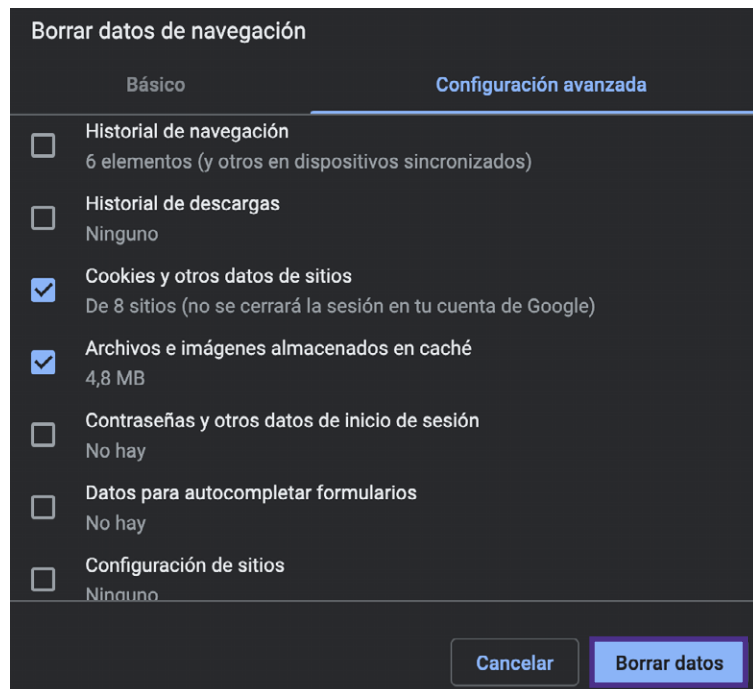 Borrar datos de navegación
Básico
Configuración avanzada
Historial de navegación
6 elementos (y otros en dispositivos sincronizados)
Historial de descargas
Ninguno
Cookies y otros datos de sitios
De 8 sitios (no se cerrará la sesión en tu cuenta de Google)
Archivos e imágenes almacenados en caché
4,8 MB
Contraseñas y otros datos de inicio de sesión
No hay
Datos para autocompletar formularios
No hay
Configuración de sitios
Ninguno
Cancelar
Borrar datos